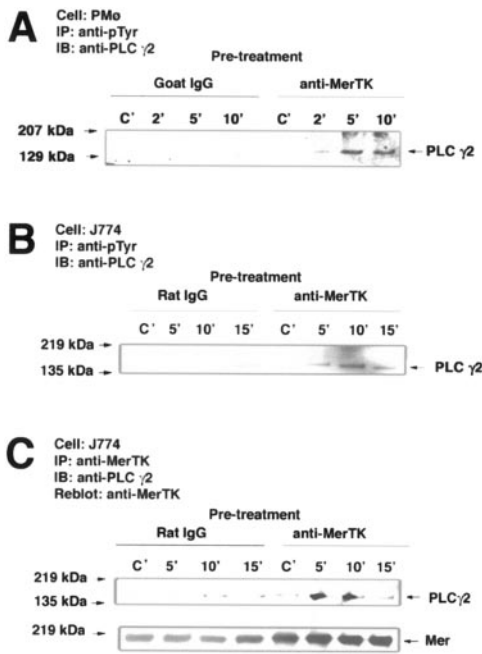 A
Cell: PMø
IP: anti-pTyr
IB: anti-PLC γ2
Pre-treatment
Goat IgG anti-MerTK
C' 2' 5' 10' C' 2' 5' 10'
207 kDa
129 kDa
PLC γ2
B
Cell: J774
IP: anti-pTyr
IB: anti-PLC γ2
Pre-treatment
Rat IgG anti-MerTK
C' 5' 10' 15' C' 5' 10' 15'
219 kDa
135 kDa
PLC γ2
C
Cell: J774
IP: anti-MerTK
IB: anti-PLC γ2
Reblot: anti-MerTK
Pre-treatment
Rat IgG anti-MerTK
C' 5' 10' 15' C' 5' 10' 15'
219 kDa
135 kDa
PLCγ2
219 kDa
Mer